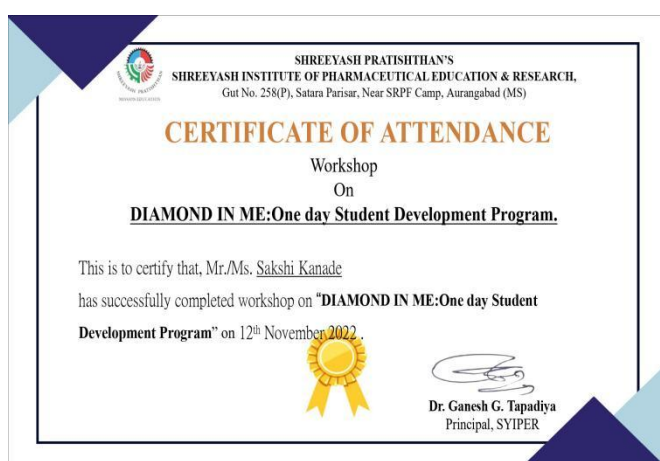 SHREEYASH PRATISHTHAN'S
SHREEYASH INSTITUTE OF PHARMACEUTICAL EDUCATION & RESEARCH,
Gut No. 258(P), Satara Parisar, Near SRPF Camp, Aurangabad (MS)
CERTIFICATE OF ATTENDANCE
Workshop
On
DIAMOND IN ME:One day Student Development Program.
This is to certify that, Mr./Ms. Sakshi Kanade
has successfully completed workshop on "DIAMOND IN ME:One day Student
Development Program" on 12th November 2022 .
Dr. Ganesh G. Tapadiya
Principal, SYIPER